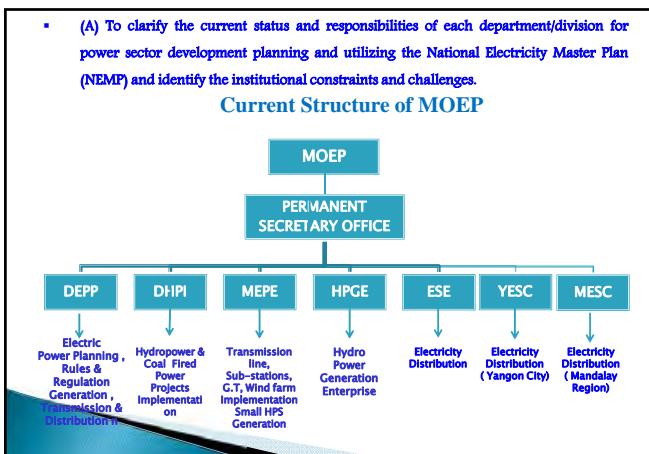 ▪ (A) To clarify the current status and responsibilities of each department/division for
power sector development planning and utilizing the National Electricity Master Plan
(NEMP) and identify the institutional constraints and challenges.
Current Structure of MOEP
MOEP
PERMANENT
SECRETARY OFFICE
DEPP
DHPI
MEPE
HPGE
ESE
YESC
MESC
Electric
Power Planning ,
Rules &
Regulation
Generation ,
Transmission &
Distribution n
Hydropower &
Coal Fired
Power
Projects
Implementati
on
Transmission
line,
Sub-stations,
G.T, Wind farm
Implementation
Small HPS
Generation
Hydro
Power
Generation
Enterprise
Electricity
Distribution
Electricity
Distribution
( Yangon City)
Electricity
Distribution
( Mandalay
Region)